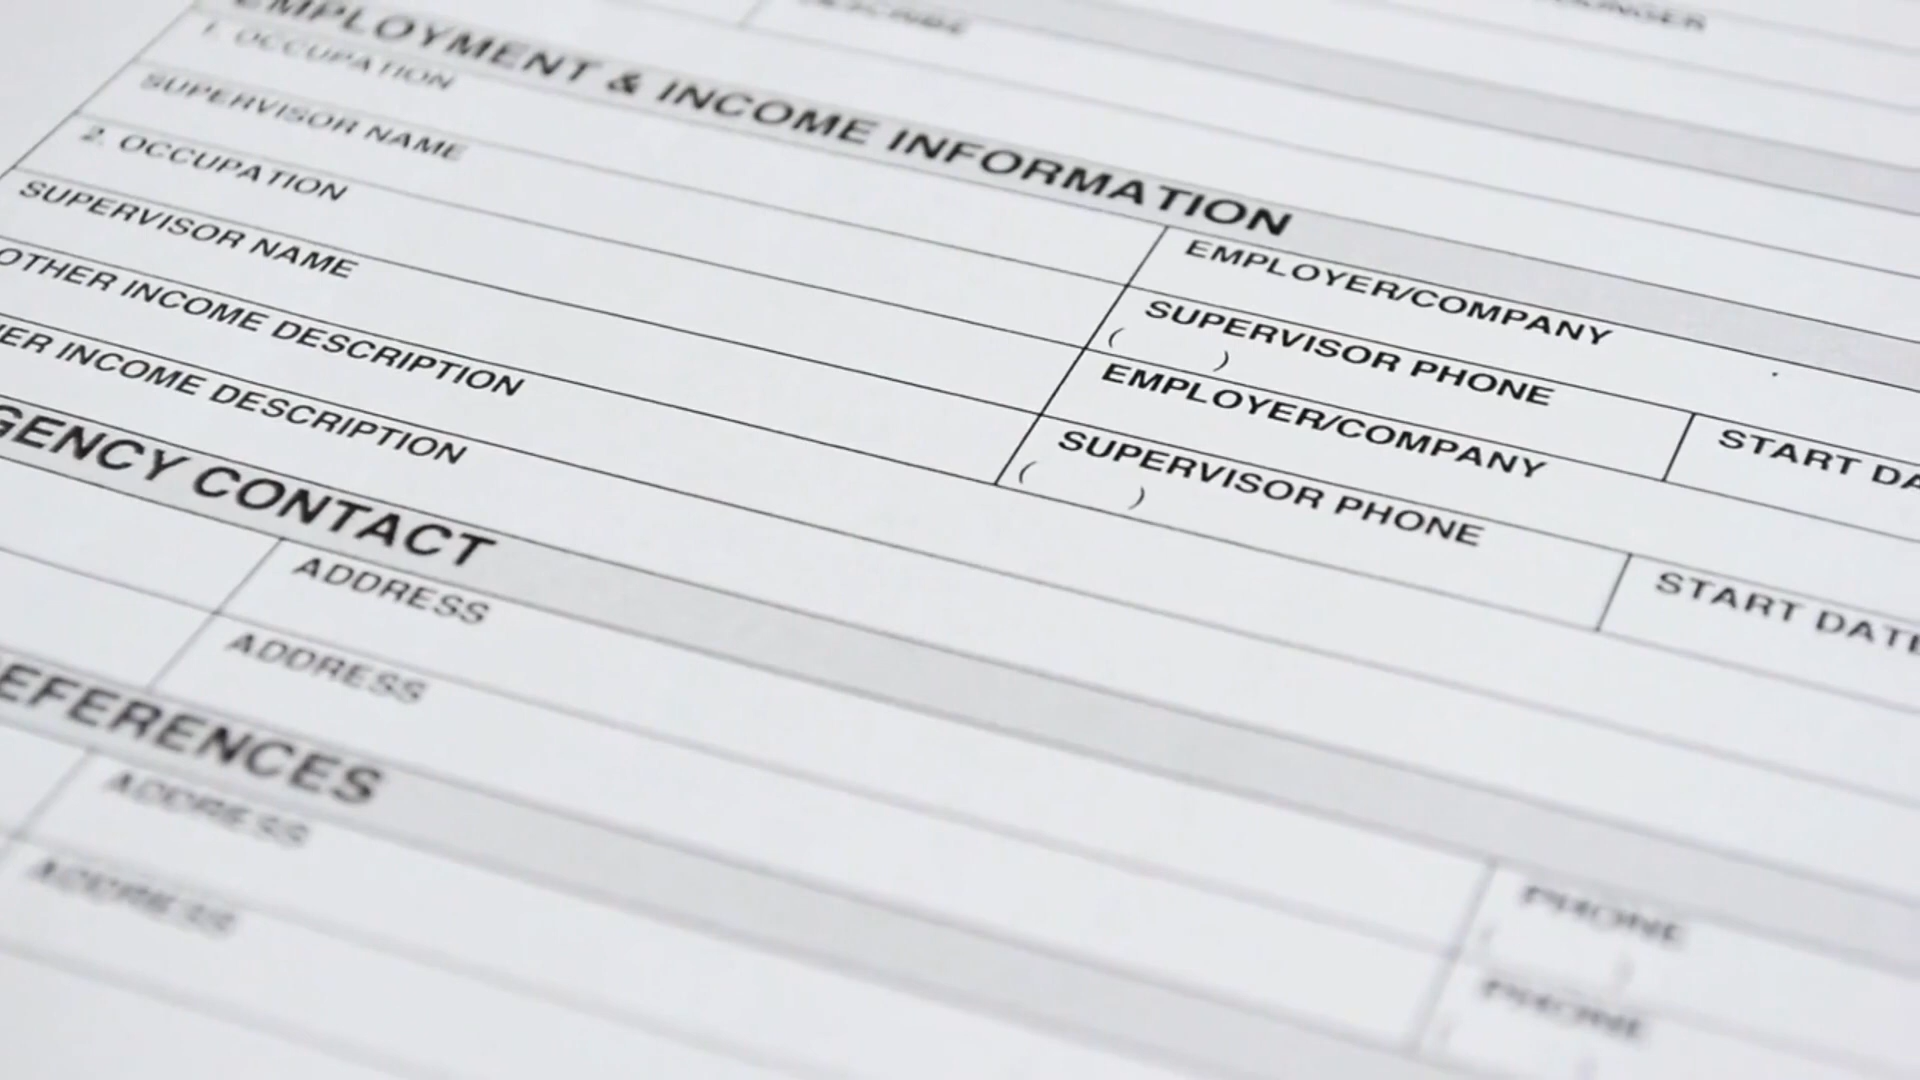 DESCRIBE
EMPLOYMENT & INCOME INFORMATION
1. OCCUPATION
EMPLOYER/COMPANY
SUPERVISOR NAME
SUPERVISOR PHONE
( )
START DA
2. OCCUPATION
EMPLOYER/COMPANY
SUPERVISOR NAME
SUPERVISOR PHONE
( )
START DATE
OTHER INCOME DESCRIPTION
ER INCOME DESCRIPTION
GENCY CONTACT
ADDRESS
PHONE
( )
ADDRESS
PHONE
EFERENCES
ADDRESS
ADDRESS